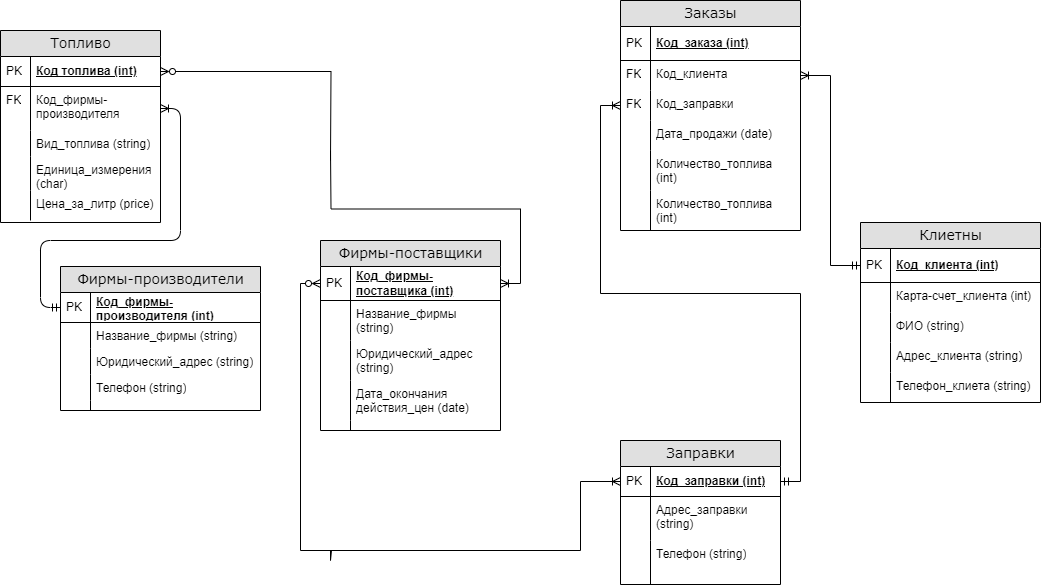 Топливо
PK Код топлива (int)
FK Код_фирмы-
производителя
Вид_топлива (string)
Единица_измерения
(char)
Цена_за_литр (price)
Фирмы-производители
PK Код_фирмы-
производителя (int)
Название_фирмы (string)
Юридический_адрес (string)
Телефон (string)
Фирмы-поставщики
PK Код_фирмы-
поставщика (int)
Название_фирмы
(string)
Юридический_адрес
(string)
Дата_окончания
действия_цен (date)
Заказы
PK Код_заказа (int)
FK Код_клиента
FK Код_заправки
Дата_продажи (date)
Количество_топлива
(int)
Количество_топлива
(int)
Клиетны
PK Код_клиента (int)
Карта-счет_клиента (int)
ФИО (string)
Адрес_клиента (string)
Телефон_клиета (string)
Заправки
PK Код_заправки (int)
Адрес_заправки
(string)
Телефон (string)